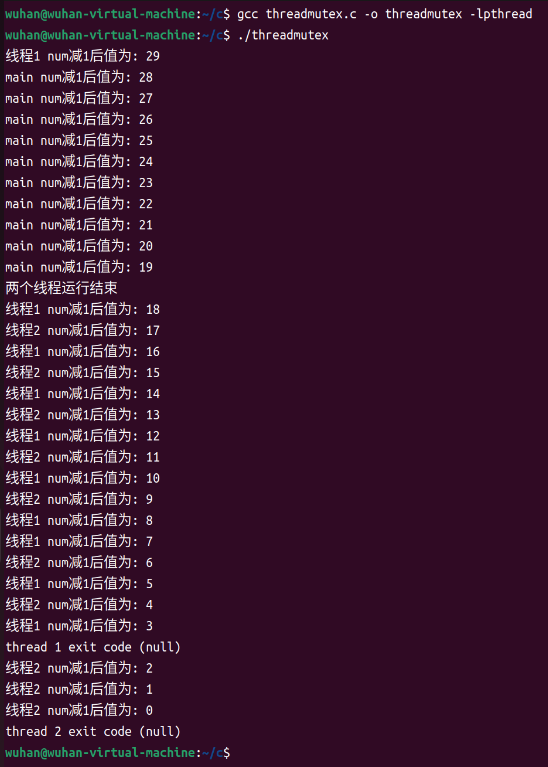 wuhan@wuhan-virtual-machine:~/c$ gcc threadmutex.c -o threadmutex -lpthread
wuhan@wuhan-virtual-machine:~/c$ ./threadmutex
线程1 num减1后值为: 29
main num减1后值为: 28
main num减1后值为: 27
main num减1后值为: 26
main num减1后值为: 25
main num减1后值为: 24
main num减1后值为: 23
main num减1后值为: 22
main num减1后值为: 21
main num减1后值为: 20
main num减1后值为: 19
两个线程运行结束
线程1 num减1后值为: 18
线程2 num减1后值为: 17
线程1 num减1后值为: 16
线程2 num减1后值为: 15
线程1 num减1后值为: 14
线程2 num减1后值为: 13
线程1 num减1后值为: 12
线程2 num减1后值为: 11
线程1 num减1后值为: 10
线程2 num减1后值为: 9
线程1 num减1后值为: 8
线程1 num减1后值为: 7
线程2 num减1后值为: 6
线程1 num减1后值为: 5
线程2 num减1后值为: 4
线程1 num减1后值为: 3
thread 1 exit code (null)
线程2 num减1后值为: 2
线程2 num减1后值为: 1
线程2 num减1后值为: 0
thread 2 exit code (null)
wuhan@wuhan-virtual-machine:~/c$